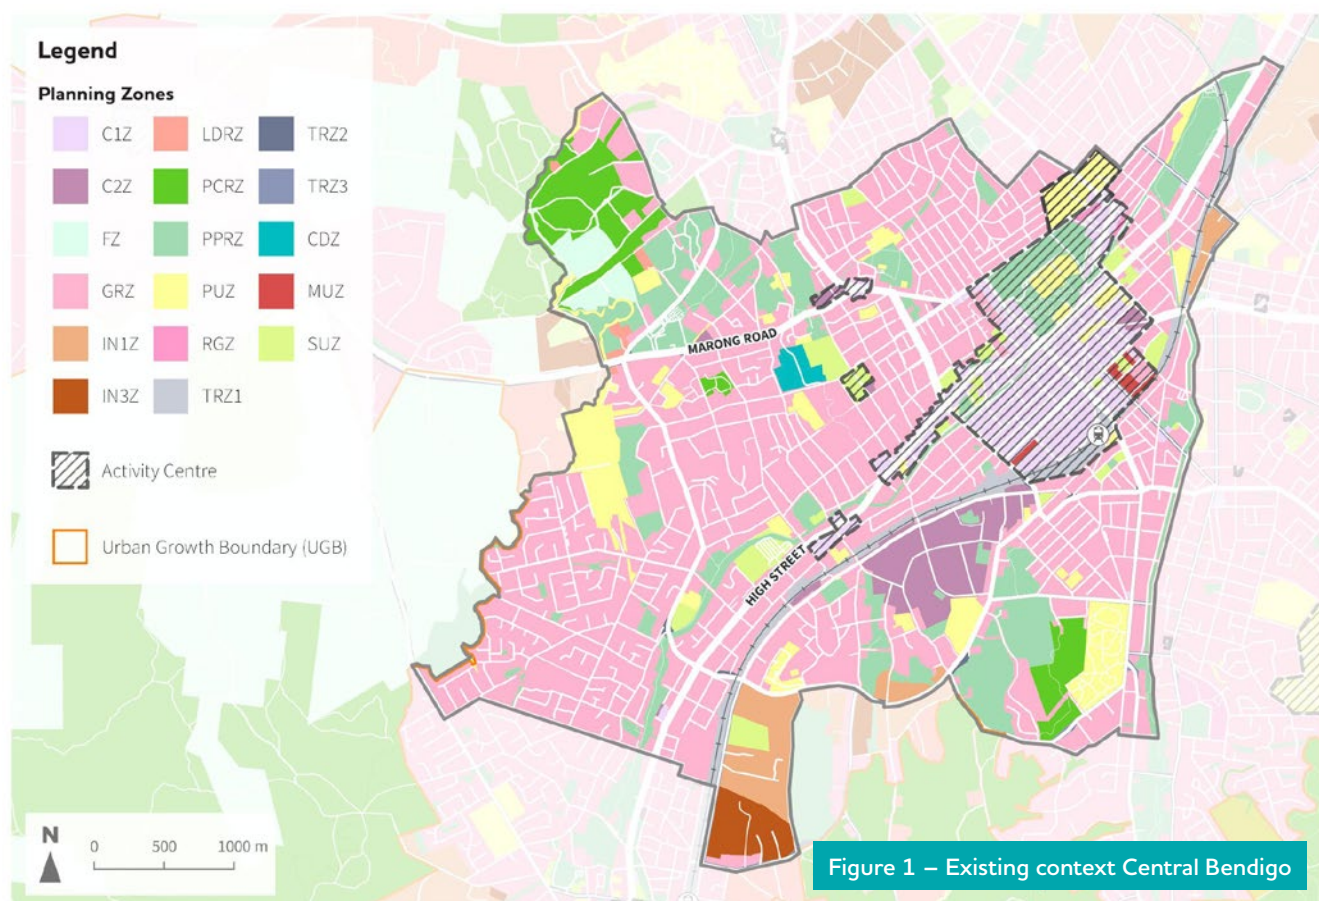 Legend
Planning Zones
C1Z
LDRZ
TRZ2
C2Z
PCRZ
TRZ3
FZ
PPRZ
CDZ
GRZ
PUZ
MUZ
IN1Z
RGZ
SUZ
IN3Z
TRZ1
Activity Centre
Urban Growth Boundary (UGB)
MARONG ROAD
HIGH STREET
N
0 500 1000 m
Figure 1 – Existing context Central Bendigo